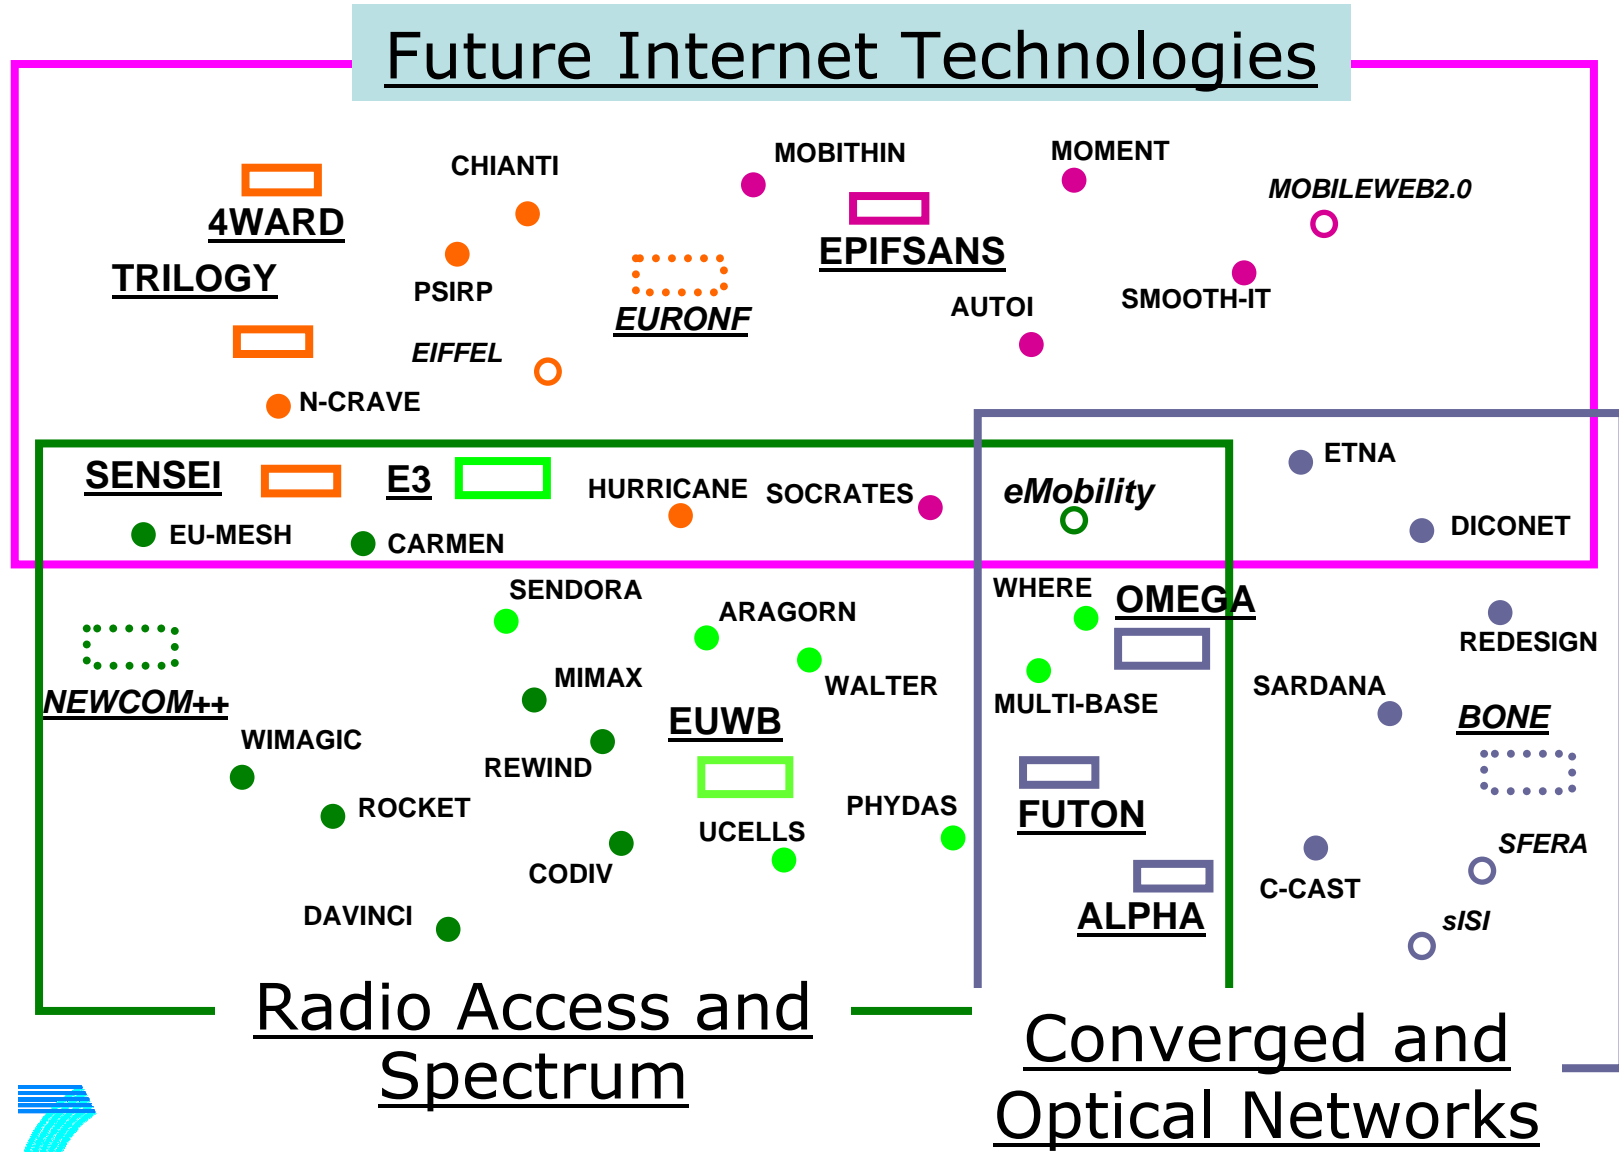 Future Internet Technologies
CHIANTI
MOBITHIN
MOMENT
MOBILEWEB2.0
4WARD
EPIFSANS
TRILOGY
PSIRP
EURONF
AUTOI
SMOOTH-IT
EIFFEL
N-CRAVE
SENSEI
E3
HURRICANE
SOCRATES
eMobility
ETNA
EU-MESH
CARMEN
DICONET
SENDORA
ARAGORN
WHERE
OMEGA
REDESIGN
NEWCOM++
MIMAX
WALTER
MULTI-BASE
SARDANA
BONE
WIMAGIC
EUWB
REWIND
ROCKET
UCELLS
PHYDAS
FUTON
SFERA
CODIV
C-CAST
DAVINCI
ALPHA
sISI
Radio Access and
Spectrum
Converged and
Optical Networks